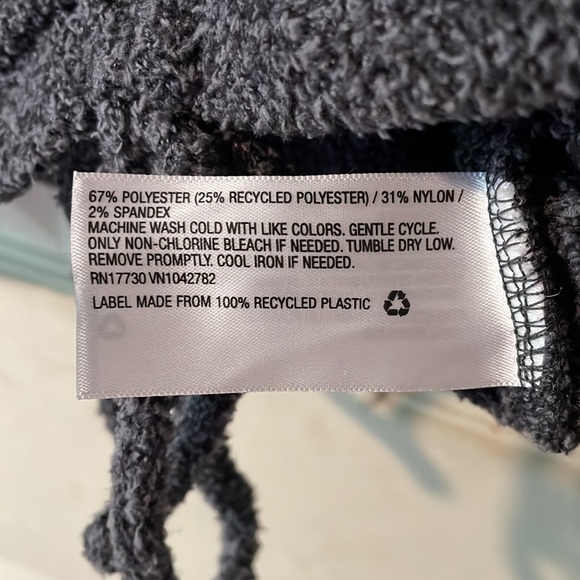 67% POLYESTER (25% RECYCLED POLYESTER) / 31% NYLON /
2% SPANDEX
MACHINE WASH COLD WITH LIKE COLORS. GENTLE CYCLE.
ONLY NON-CHLORINE BLEACH IF NEEDED. TUMBLE DRY LOW.
REMOVE PROMPTLY. COOL IRON IF NEEDED.
RN17730 VN1042782
LABEL MADE FROM 100% RECYCLED PLASTIC